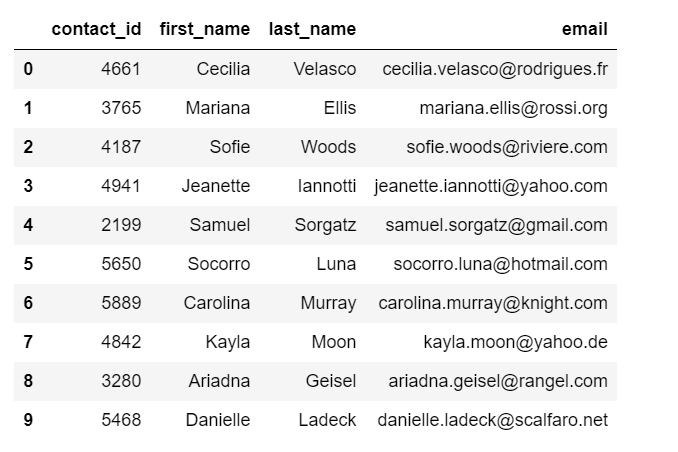 contact_id first_name last_name email
0 4661 Cecilia Velasco cecilia.velasco@rodrigues.fr
1 3765 Mariana Ellis mariana.ellis@rossi.org
2 4187 Sofie Woods sofie.woods@riviere.com
3 4941 Jeanette Iannotti jeanette.iannotti@yahoo.com
4 2199 Samuel Sorgatz samuel.sorgatz@gmail.com
5 5650 Socorro Luna socorro.luna@hotmail.com
6 5889 Carolina Murray carolina.murray@knight.com
7 4842 Kayla Moon kayla.moon@yahoo.de
8 3280 Ariadna Geisel ariadna.geisel@rangel.com
9 5468 Danielle Ladeck danielle.ladeck@scalfaro.net